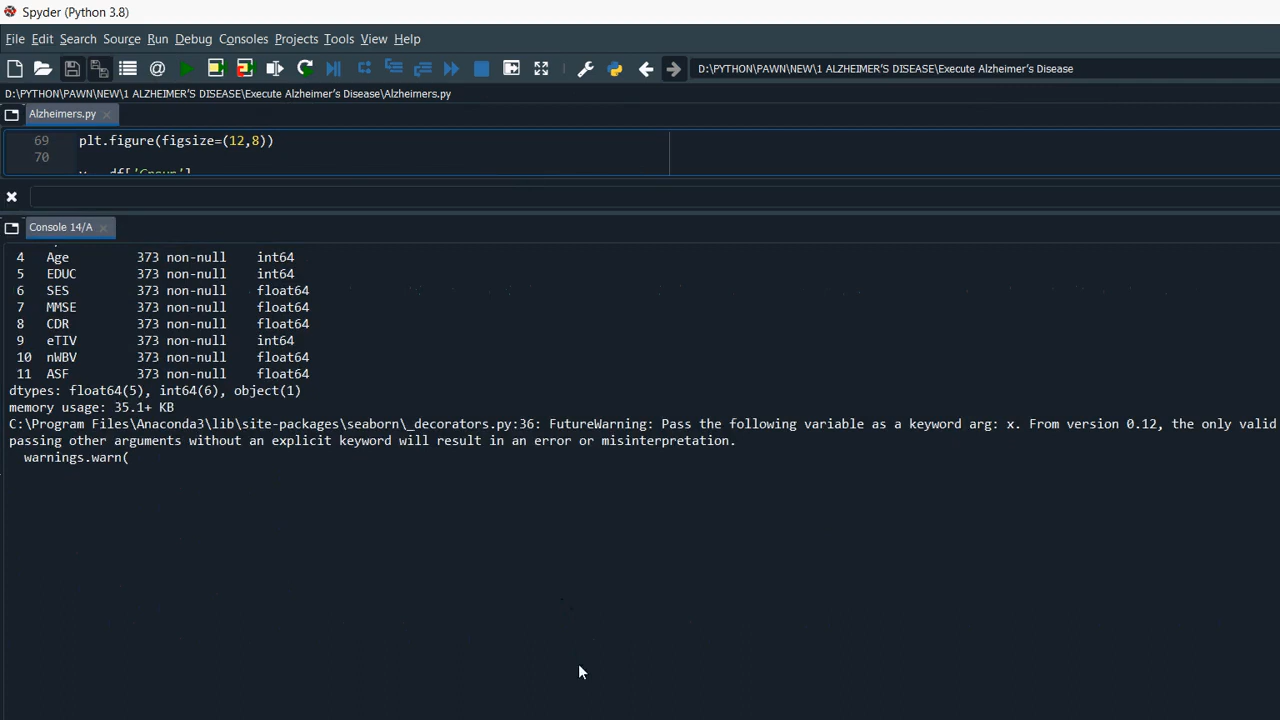 Spyder (Python 3.8)
File Edit Search Source Run Debug Consoles Projects Tools View Help
D:\PYTHON\PAWN\NEW\1 ALZHEIMER'S DISEASE\Execute Alzheimer's Disease
D:\PYTHON\PAWN\NEW\1 ALZHEIMER'S DISEASE\Execute Alzheimer's Disease\Alzheimers.py
Alzheimers.py
69 plt.figure(figsize=(12,8))
70
Console 14/A
4 Age 373 non-null int64
5 EDUC 373 non-null int64
6 SES 373 non-null float64
7 MMSE 373 non-null float64
8 CDR 373 non-null float64
9 eTIV 373 non-null int64
10 nWBV 373 non-null float64
11 ASF 373 non-null float64
dtypes: float64(5), int64(6), object(1)
memory usage: 35.1+ KB
C:\Program Files\Anaconda3\lib\site-packages\seaborn\_decorators.py:36: FutureWarning: Pass the following variable as a keyword arg: x. From version 0.12, the only valid
passing other arguments without an explicit keyword will result in an error or misinterpretation.
warnings.warn(